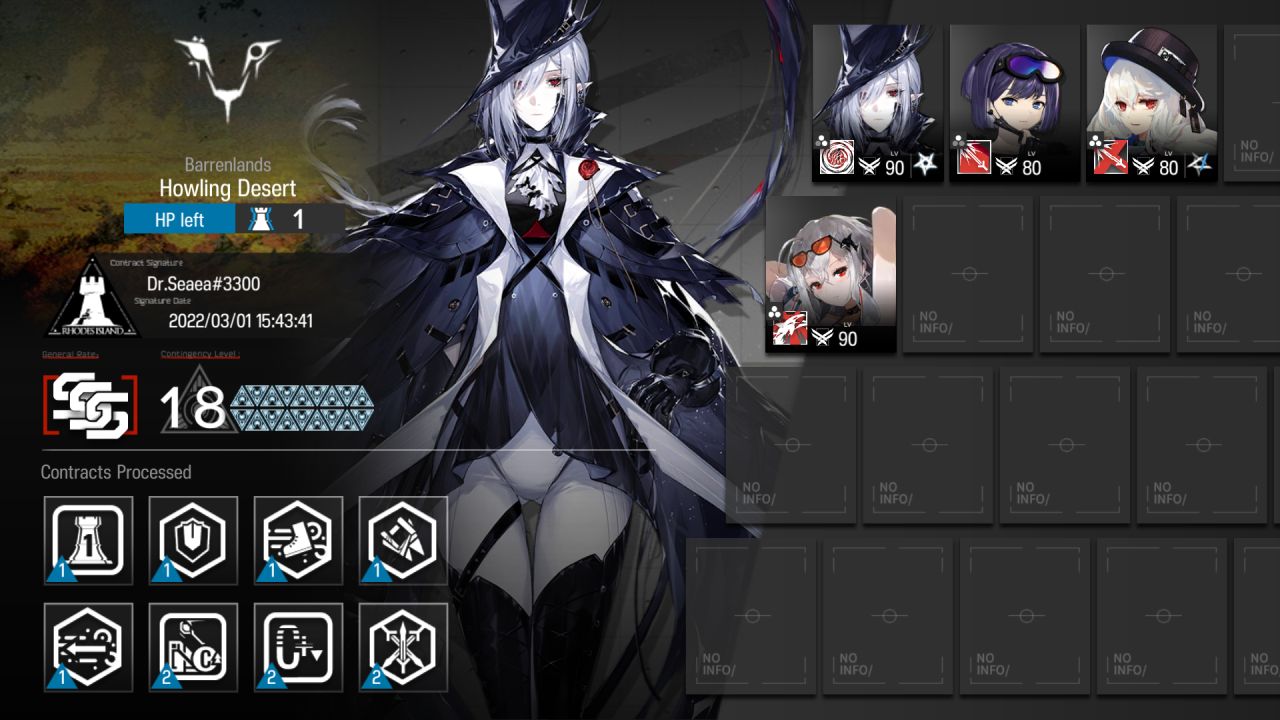 Barrenlands
Howling Desert
HP left 1
Contract Signature
Dr.Seaea#3300
Signature Date
2022/03/01 15:43:41
RHODES ISLAND
General Rate:
Contingency Level :
SSS
18
Contracts Processed
1
1
1
1
1
1
2
2
2
LV
90
LV
80
LV
80
NO
INFO/
LV
90
NO
INFO/
NO
INFO/
NO
INFO/
NO
INFO/
NO
INFO/
NO
INFO/
NO
INFO/
NO
INFO/
NO
INFO/
NO
INFO/
NO
INFO/
NO
INFO/